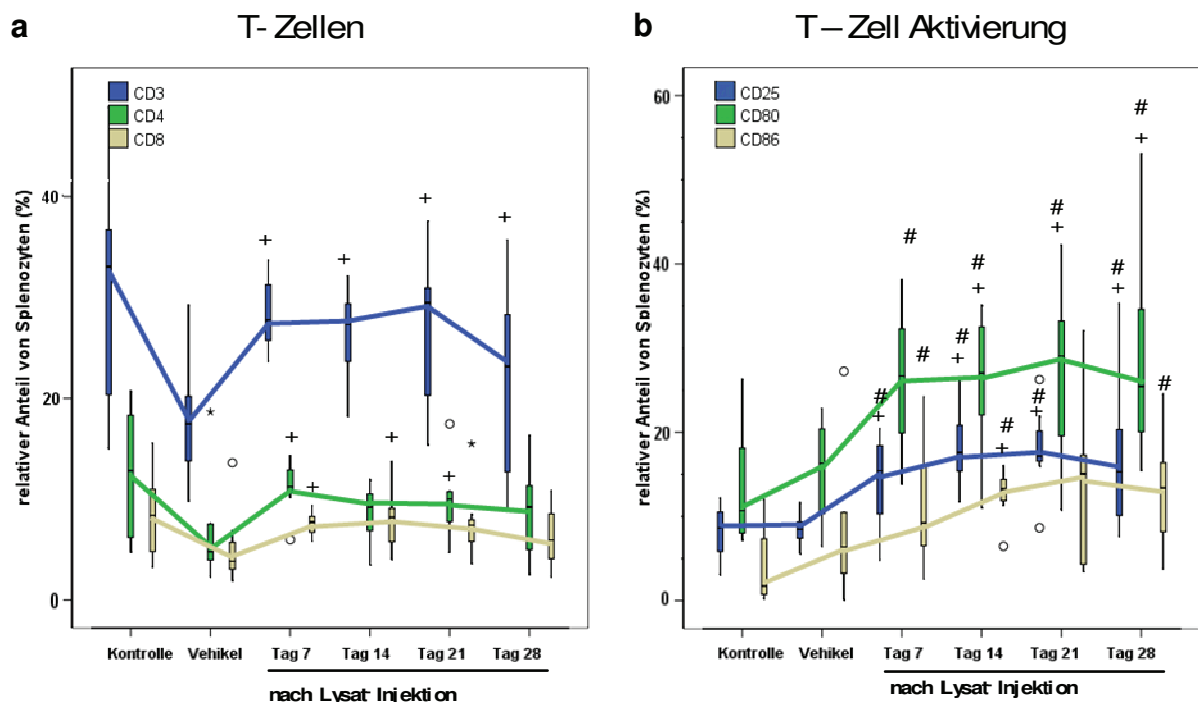 a T- Zellen
CD3
CD4
CD8
relativer Anteil von Splenozyten (%)
40
20
0
+ + + +
+ + + +
Kontrolle Vehikel Tag 7 Tag 14 Tag 21 Tag 28
nach Lysat Injektion
b T – Zell Aktivierung
CD25
CD80
CD86
relativer Anteil von Splenozyten (%)
60
40
20
0
# # # # # # # # # # # #
+ + + + + + + +
Kontrolle Vehikel Tag 7 Tag 14 Tag 21 Tag 28
nach Lysat Injektion